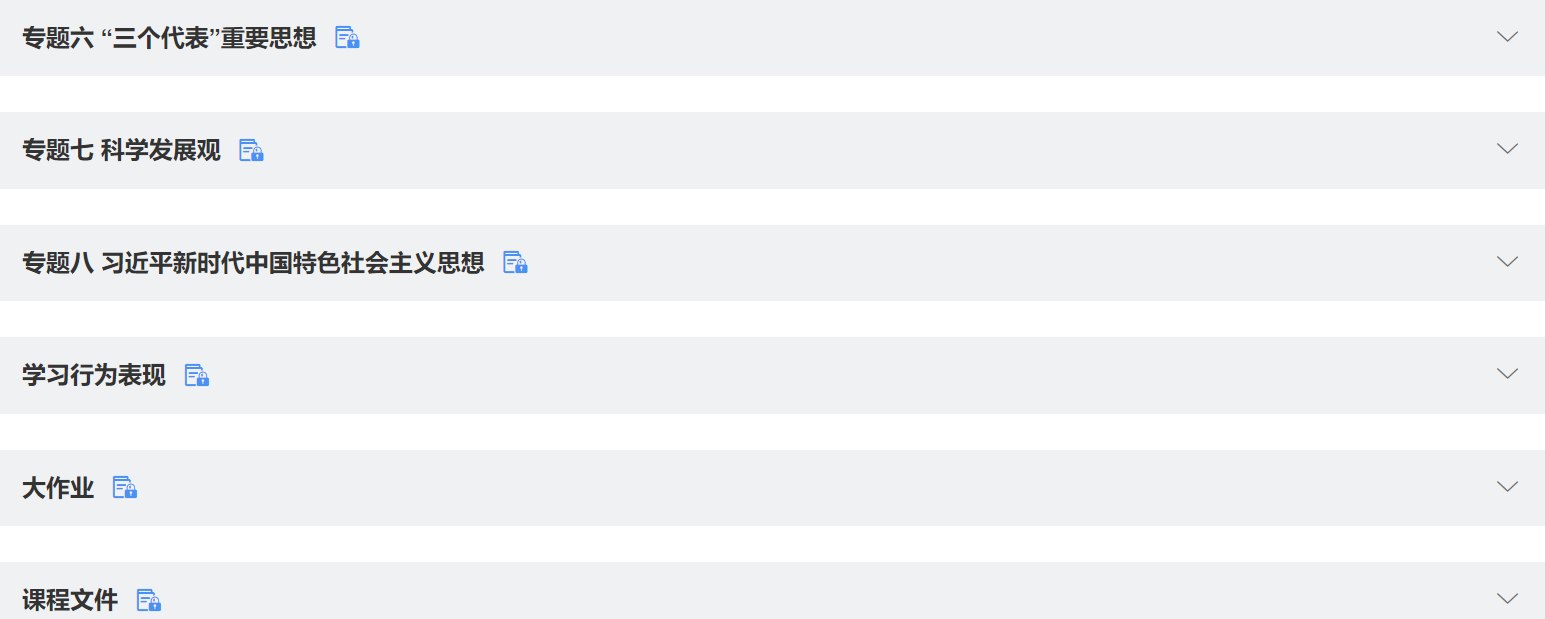 专题六 “三个代表”重要思想
专题七 科学发展观
专题八 习近平新时代中国特色社会主义思想
学习行为表现
大作业
课程文件